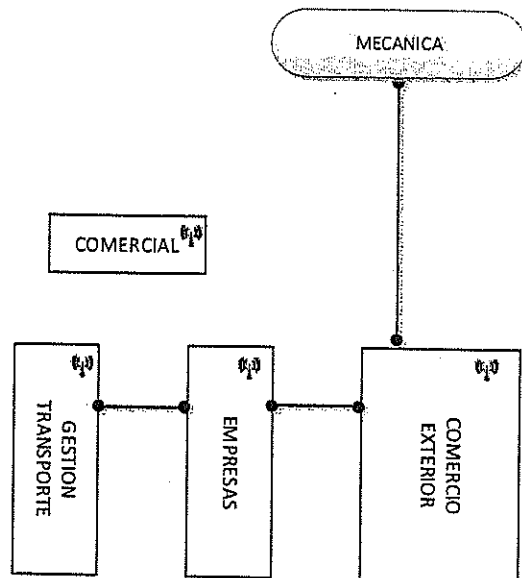 MECANICA
COMERCIAL
GESTION
TRANSPORTE
EMPRESAS
COMERCIO
EXTERIOR